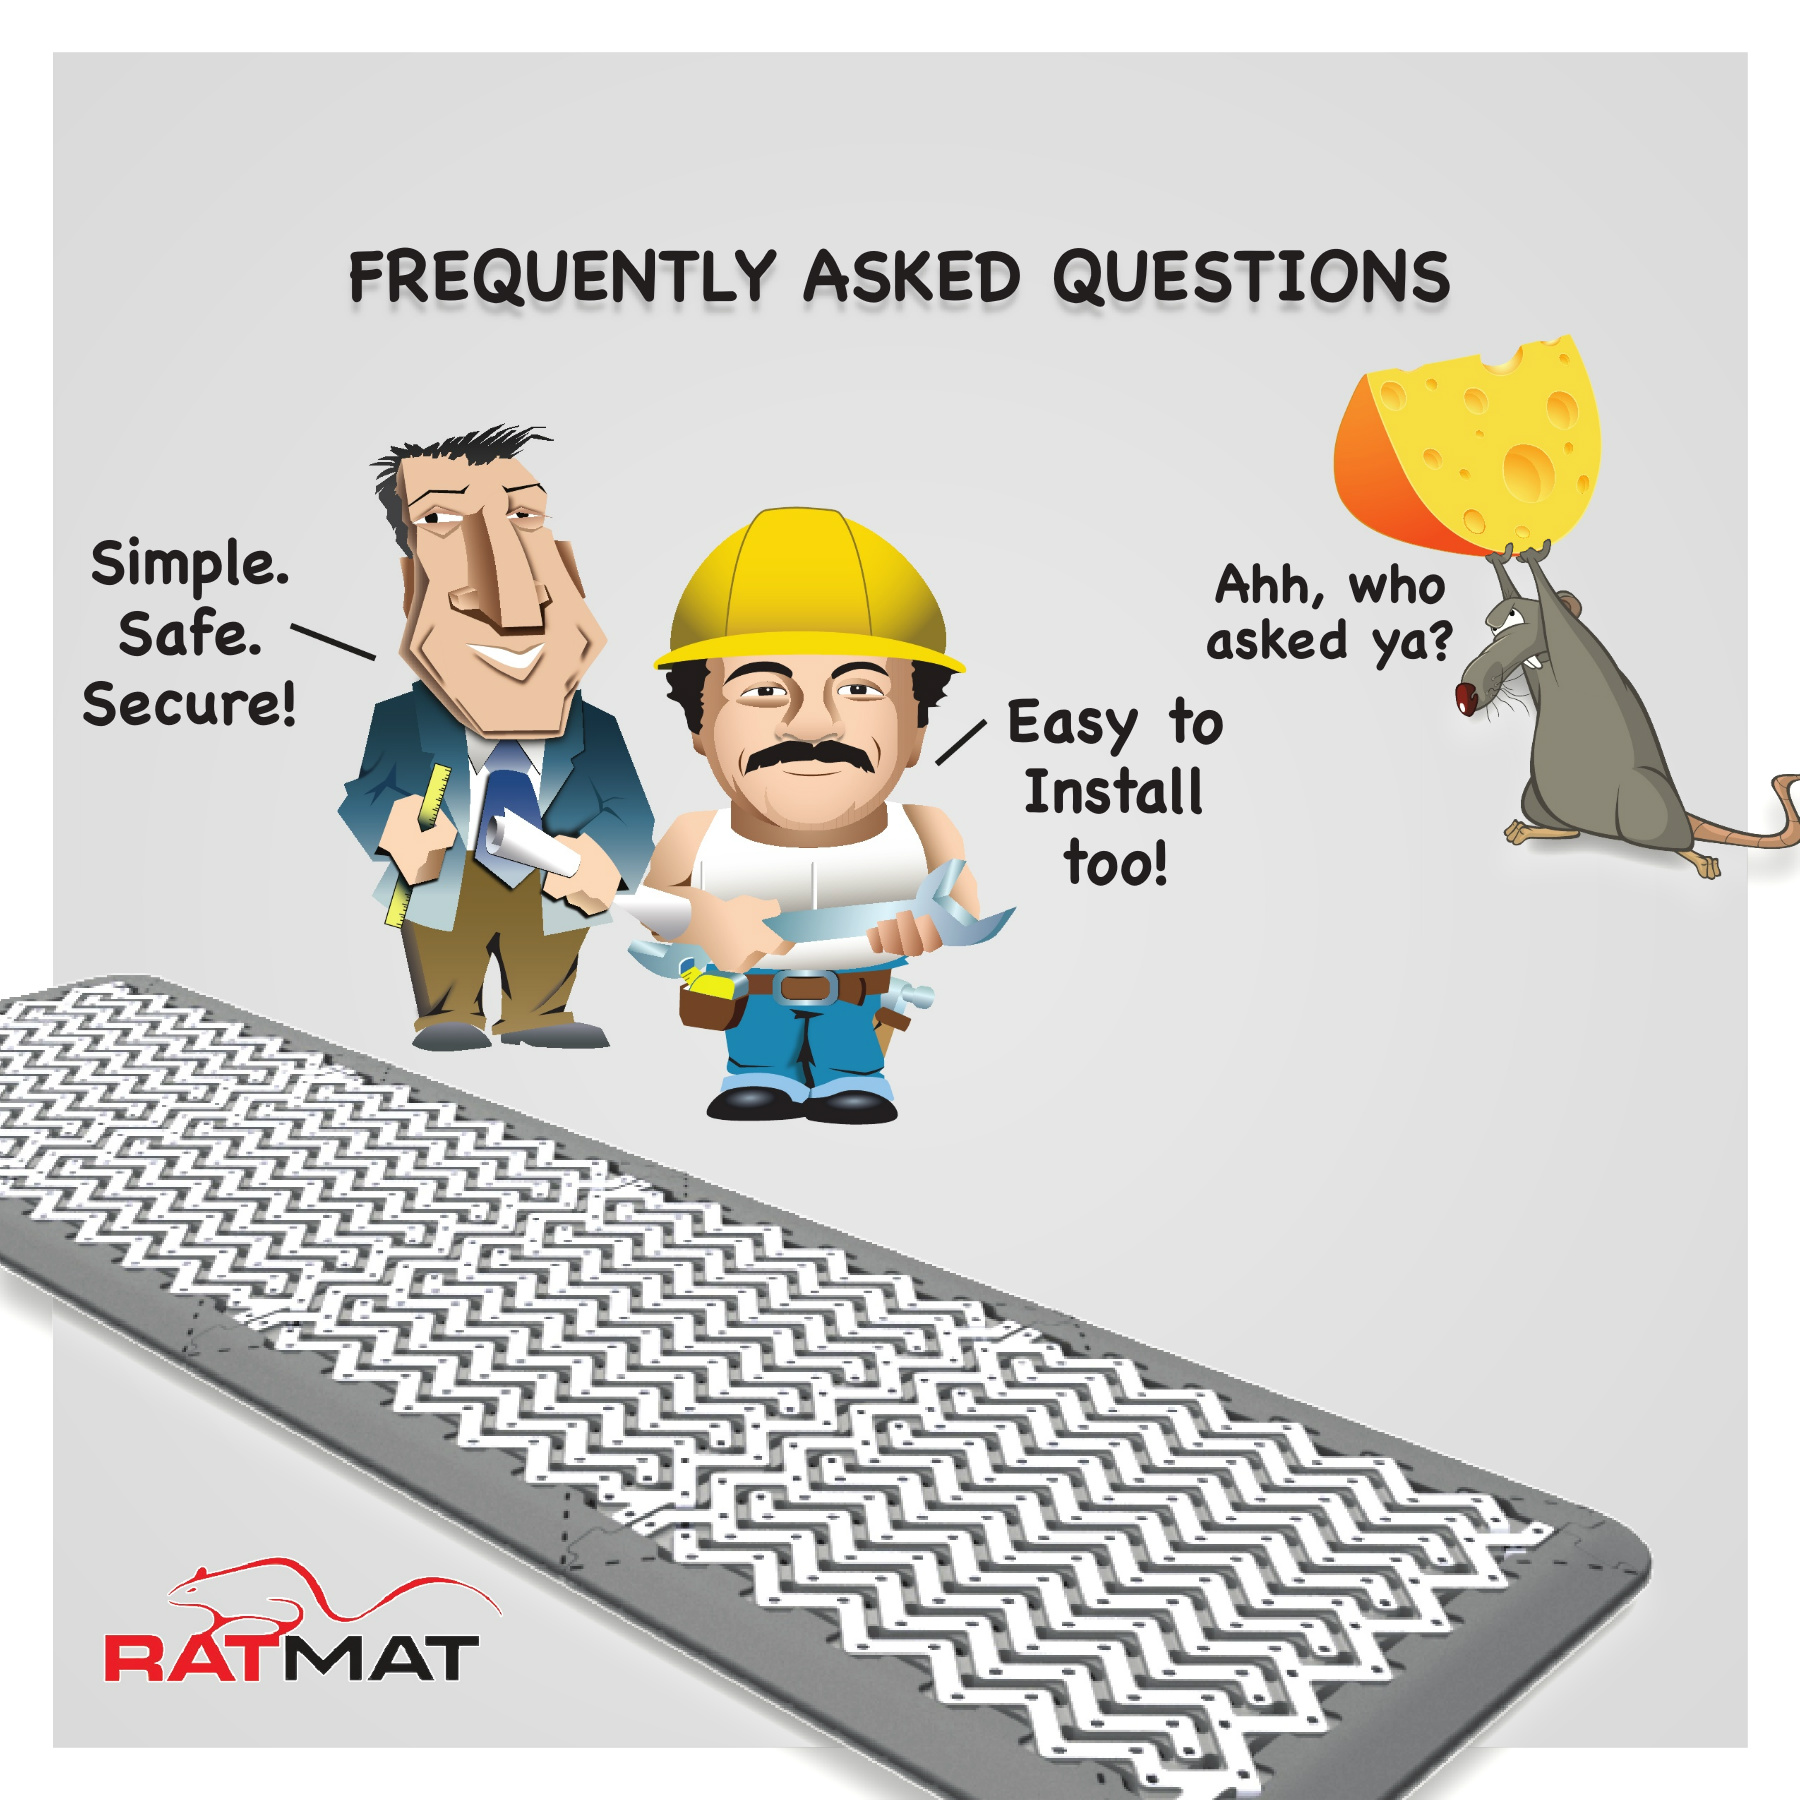 FREQUENTLY ASKED QUESTIONS
Simple.
Safe.
Secure!
Easy to
Install
too!
Ahh, who
asked ya?
RATMAT